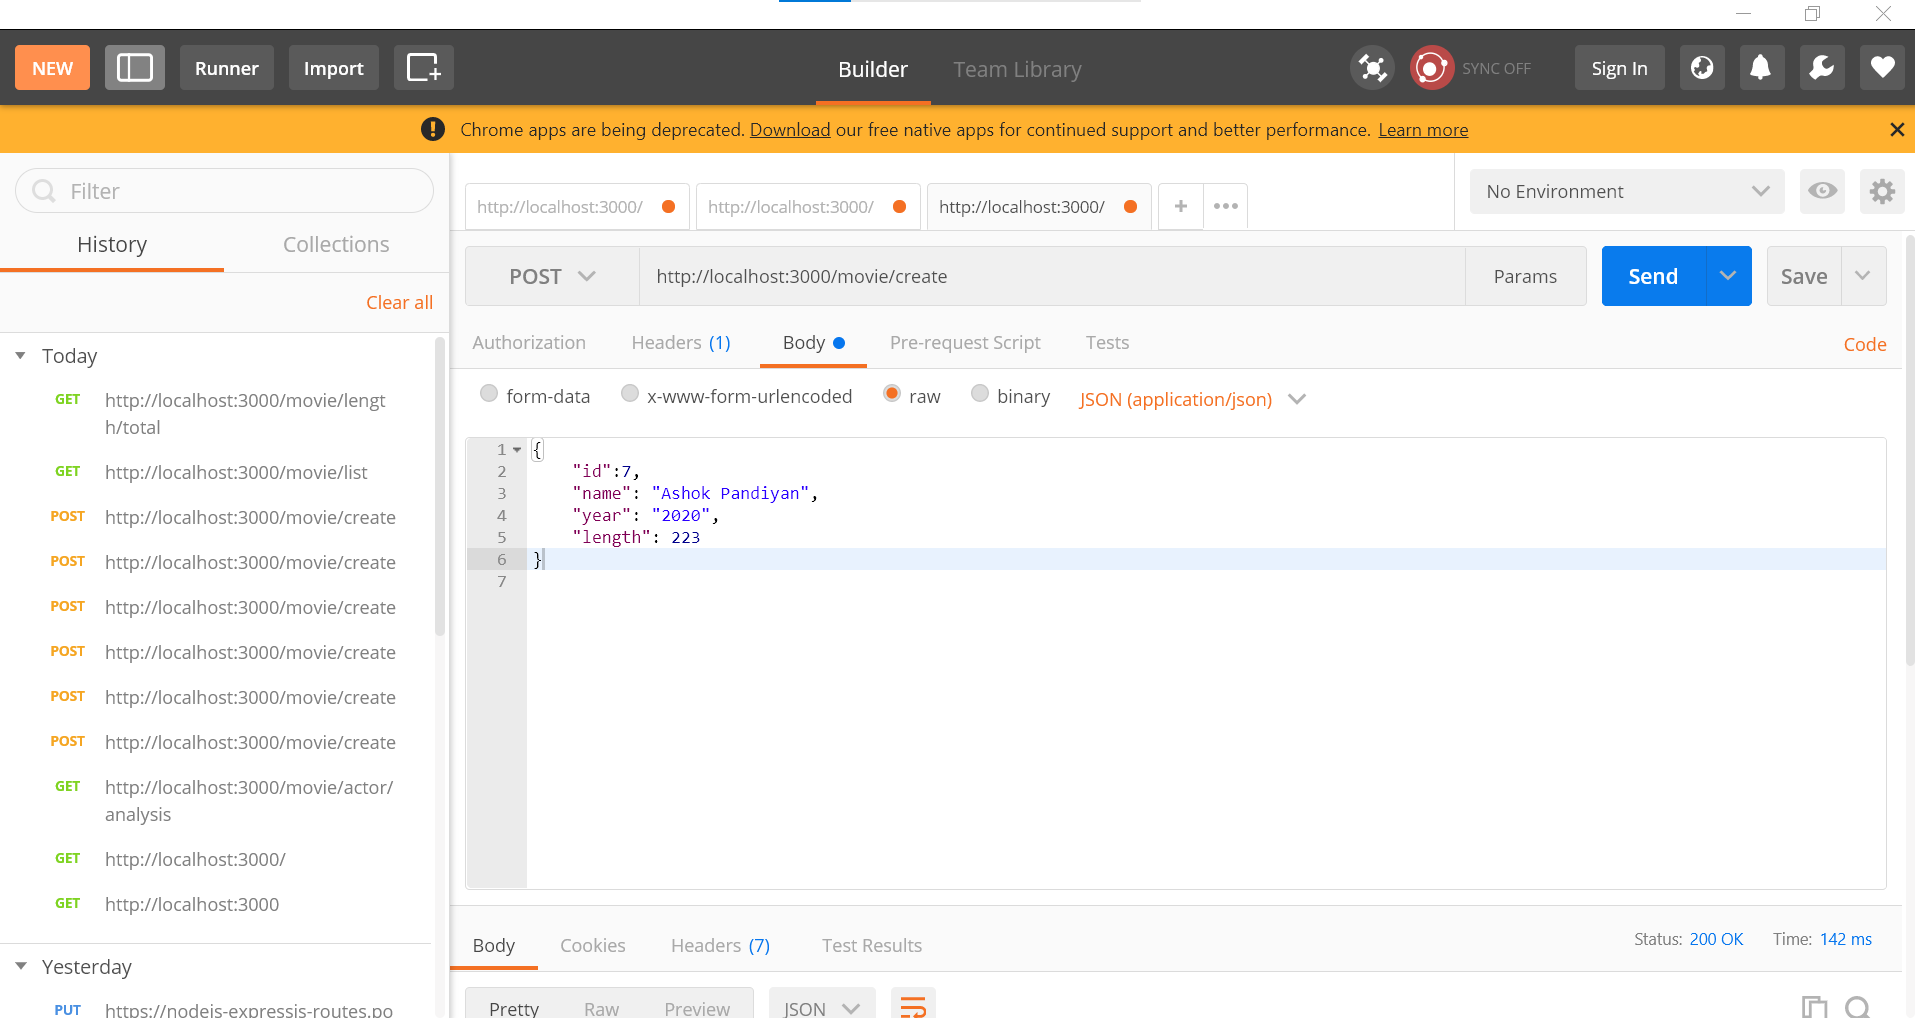 NEW
Runner
Import
Builder
Team Library
SYNC OFF
Sign In
Chrome apps are being deprecated. Download our free native apps for continued support and better performance. Learn more
Filter
History
Collections
Clear all
Today
GET http://localhost:3000/movie/lengt
h/total
GET http://localhost:3000/movie/list
POST http://localhost:3000/movie/create
POST http://localhost:3000/movie/create
POST http://localhost:3000/movie/create
POST http://localhost:3000/movie/create
POST http://localhost:3000/movie/create
POST http://localhost:3000/movie/create
GET http://localhost:3000/movie/actor/
analysis
GET http://localhost:3000/
GET http://localhost:3000
Yesterday
PUT https://nodejs-expressjs-routes.po
http://localhost:3000/
http://localhost:3000/
http://localhost:3000/
+
No Environment
POST
http://localhost:3000/movie/create
Params
Send
Save
Authorization
Headers (1)
Body
Pre-request Script
Tests
Code
form-data
x-www-form-urlencoded
raw
binary
JSON (application/json)
1 {
2 "id":7,
3 "name": "Ashok Pandiyan",
4 "year": "2020",
5 "length": 223
6 }
7
Body
Cookies
Headers (7)
Test Results
Status: 200 OK
Time: 142 ms
Pretty
Raw
Preview
JSON